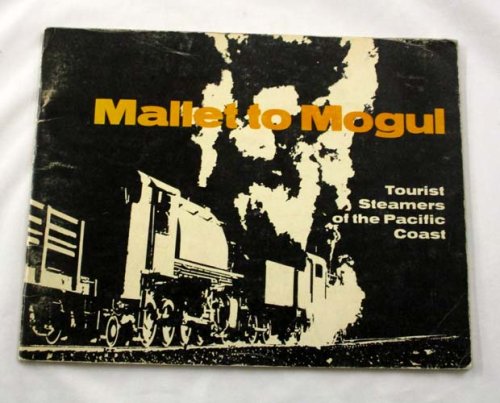 Mallet to Mogul
Tourist
Steamers
of the Pacific
Coast